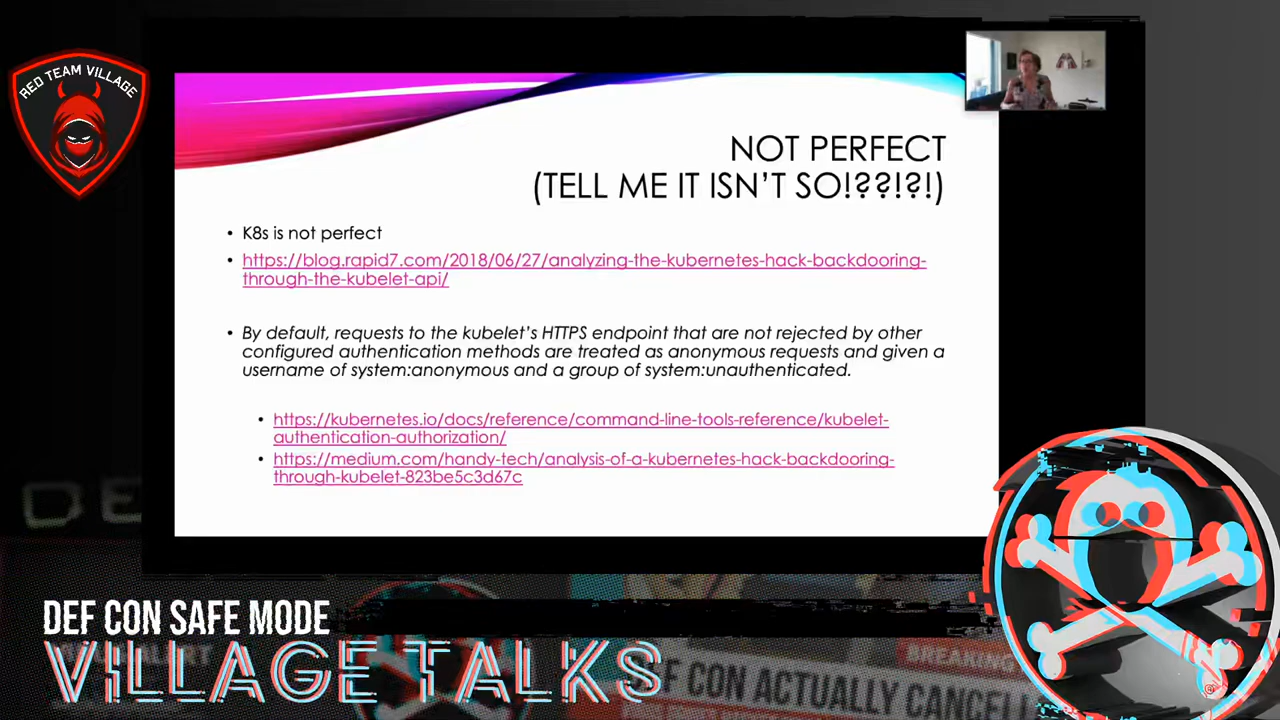 RED TEAM VILLAGE
NOT PERFECT
(TELL ME IT ISN'T SO!??!?!)
• K8s is not perfect
• https://blog.rapid7.com/2018/06/27/analyzing-the-kubernetes-hack-backdooring-
through-the-kubelet-api/
• By default, requests to the kubelet's HTTPS endpoint that are not rejected by other
configured authentication methods are treated as anonymous requests and given a
username of system:anonymous and a group of system:unauthenticated.
• https://kubernetes.io/docs/reference/command-line-tools-reference/kubelet-
authentication-authorization/
• https://medium.com/handy-tech/analysis-of-a-kubernetes-hack-backdooring-
through-kubelet-823be5c3d67c
DEF CON SAFE MODE
VILLAGE TALKS
BREAKING
DEF CON ACTUALLY CANCEL